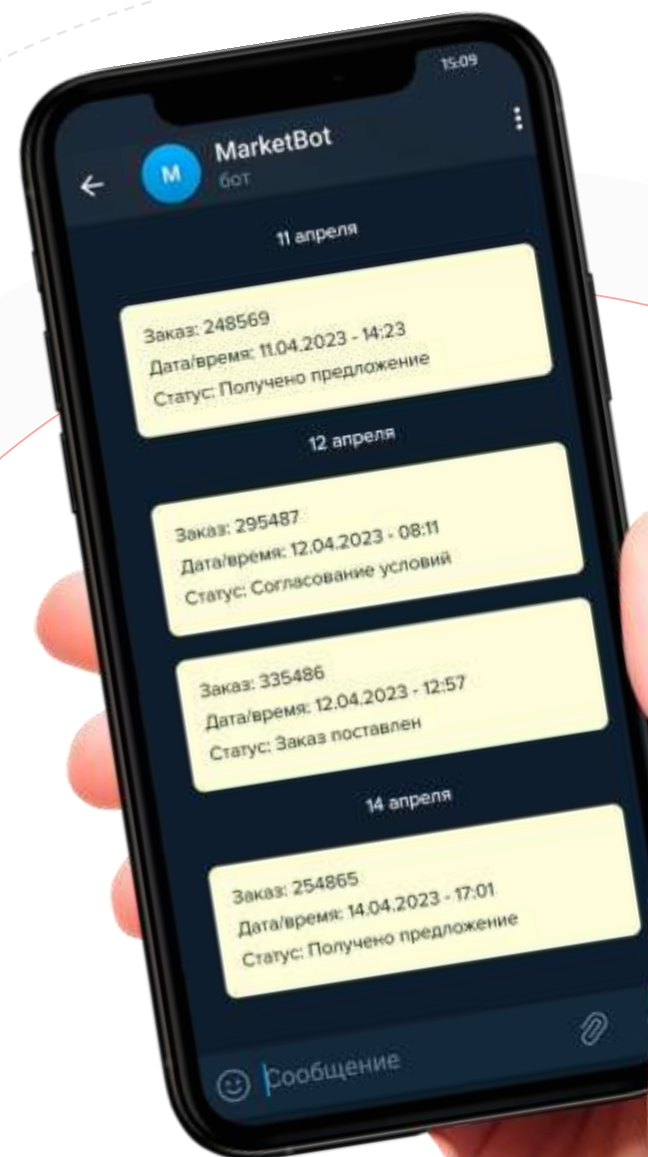 15:09
M
MarketBot
бот
11 апреля
Заказ: 248569
Дата/время: 11.04.2023 - 14:23
Статус: Получено предложение
12 апреля
Заказ: 295487
Дата/время: 12.04.2023 - 08:11
Статус: Согласование условий
Заказ: 335486
Дата/время: 12.04.2023 - 12:57
Статус: Заказ поставлен
14 апреля
Заказ: 254865
Дата/время: 14.04.2023 - 17:01
Статус: Получено предложение
Сообщение